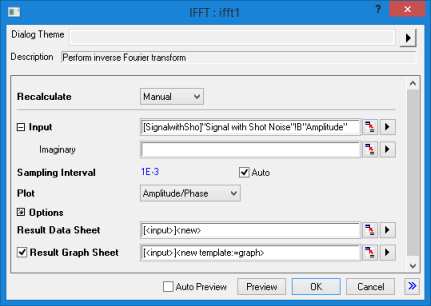 IFFT : ifft1
?
Dialog Theme
Description Perform inverse Fourier transform
Recalculate Manual
Input [SignalwithSho]"Signal with Shot Noise"!B"Amplitude"
Imaginary
Sampling Interval 1E-3 Auto
Plot Amplitude/Phase
Options
Result Data Sheet [<input>]<new>
Result Graph Sheet [<input>]<new template:=graph>
Auto Preview Preview OK Cancel